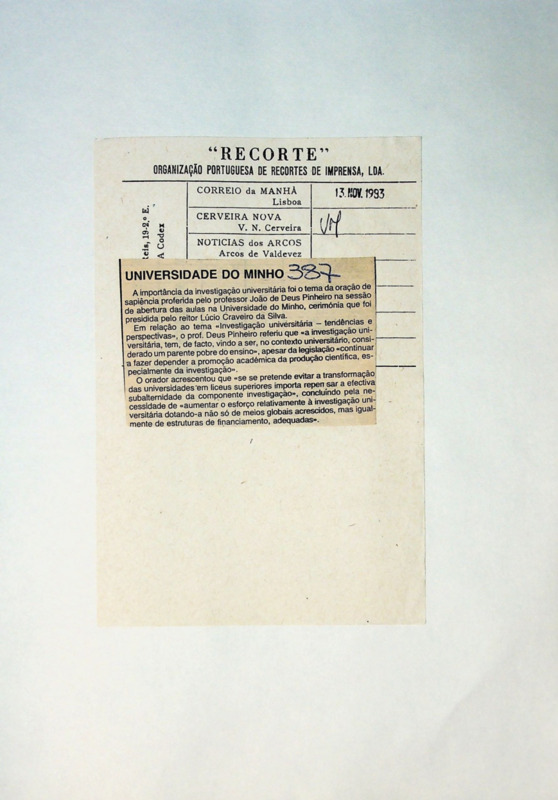 "RECORTE"
ORGANIZAÇÃO PORTUGUESA DE RECORTES DE IMPRENSA, LDA.
CORREIO da MANHÃ
Lisboa
13. NOV. 1993
CERVEIRA NOVA
V. N. Cerveira
NOTICIAS dos ARCOS
Arcos de Valdevez
19-2.º E.
A Codex
UNIVERSIDADE DO MINHO 387
A importância da investigação universitária foi o tema da oração de
sapiência proferida pelo professor João de Deus Pinheiro na sessão
de abertura das aulas na Universidade do Minho, cerimónia que foi
presidida pelo reitor Lúcio Craveiro da Silva.
Em relação ao tema «Investigação universitária – tendências e
perspectivas», o prof. Deus Pinheiro referiu que «a investigação uni-
versitária, tem, de facto, vindo a ser, no contexto universitário, consi-
derado um parente pobre do ensino», apesar da legislação «continuar
a fazer depender a promoção académica da produção científica, es-
pecialmente da investigação».
O orador acrescentou que «se se pretende evitar a transformação
das universidades em liceus superiores importa repen sar a efectiva
subalternidade da componente investigação», concluindo pela ne-
cessidade de «aumentar o esforço relativamente à investigação uni-
versitária dotando-a não só de meios globais acrescidos, mas igual-
mente de estruturas de financiamento, adequadas».